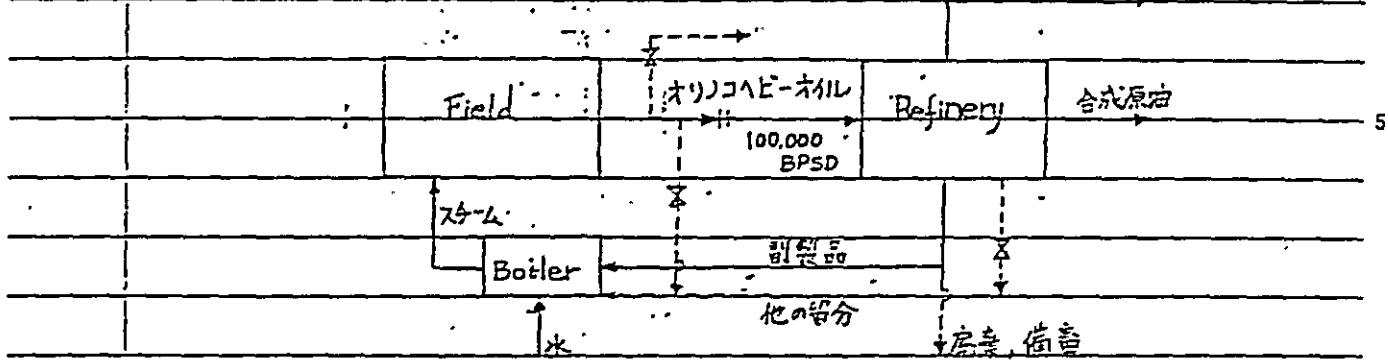 Field
オリノコヘビーオイル
Refinery
合成原油
5
100,000
BPSD
スチーム
Boiler
副製品
他の留分
水
廃棄, 備蓄